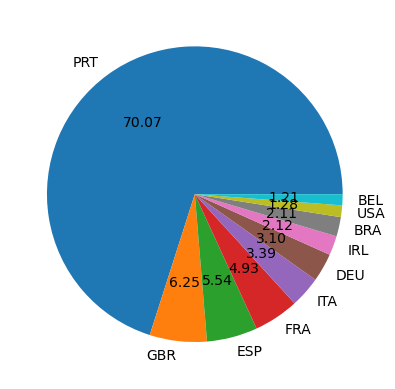 PRT
70.07
1.21
BEL
1.28
USA
2.11
BRA
2.12
IRL
3.10
DEU
3.39
ITA
4.93
FRA
5.54
ESP
6.25
GBR